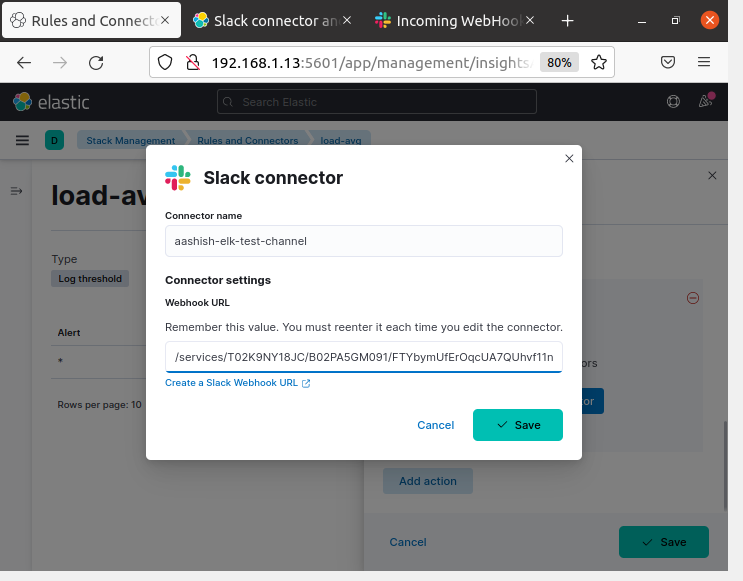 Rules and Connect
Slack connector an
Incoming WebHoo
192.168.1.13:5601/app/management/insights/
80%
elastic
Search Elastic
D
Stack Management
Rules and Connectors
load-avg
load-av
Slack connector
Connector name
aashish-elk-test-channel
Type
Log threshold
Connector settings
Webhook URL
Remember this value. You must reenter it each time you edit the connector.
Alert
/services/T02K9NY18JC/B02PA5GM091/FTYbymUfErOqcUA7QUhvf11n
*
ors
Create a Slack Webhook URL
Rows per page: 10
or
Cancel
Save
Add action
Cancel
Save